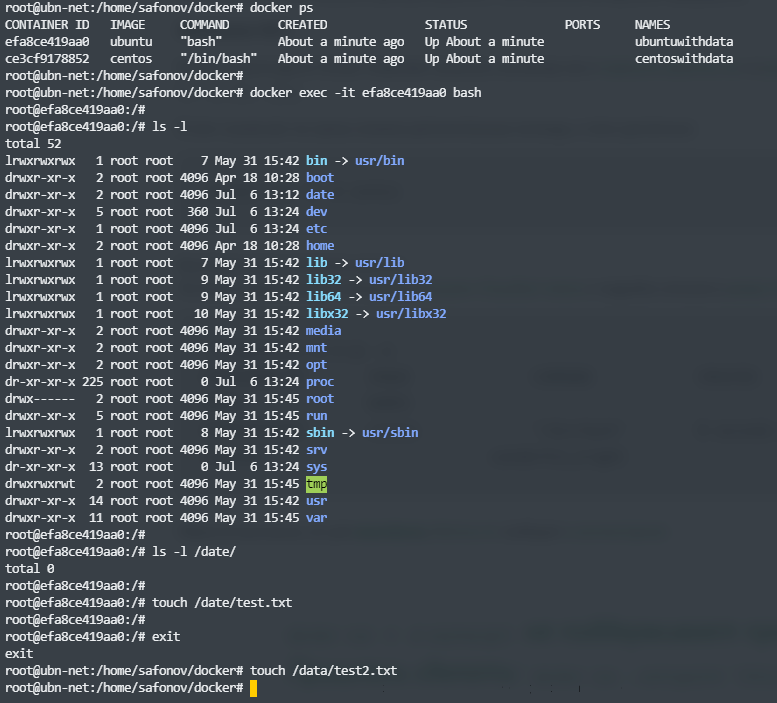 root@ubn-net:/home/safonov/docker# docker ps
CONTAINER ID   IMAGE     COMMAND       CREATED              STATUS              PORTS     NAMES
efa8ce419aa0   ubuntu    "bash"        About a minute ago   Up About a minute             ubuntuwithdata
ce3cf9178852   centos    "/bin/bash"   About a minute ago   Up About a minute             centoswithdata
root@ubn-net:/home/safonov/docker#
root@ubn-net:/home/safonov/docker# docker exec -it efa8ce419aa0 bash
root@efa8ce419aa0:/#
root@efa8ce419aa0:/# ls -l
total 52
lrwxrwxrwx   1 root root    7 May 31 15:42 bin -> usr/bin
drwxr-xr-x   2 root root 4096 Apr 18 10:28 boot
drwxr-xr-x   2 root root 4096 Jul  6 13:12 date
drwxr-xr-x   5 root root  360 Jul  6 13:24 dev
drwxr-xr-x   1 root root 4096 Jul  6 13:24 etc
drwxr-xr-x   2 root root 4096 Apr 18 10:28 home
lrwxrwxrwx   1 root root    7 May 31 15:42 lib -> usr/lib
lrwxrwxrwx   1 root root    9 May 31 15:42 lib32 -> usr/lib32
lrwxrwxrwx   1 root root    9 May 31 15:42 lib64 -> usr/lib64
lrwxrwxrwx   1 root root   10 May 31 15:42 libx32 -> usr/libx32
drwxr-xr-x   2 root root 4096 May 31 15:42 media
drwxr-xr-x   2 root root 4096 May 31 15:42 mnt
drwxr-xr-x   2 root root 4096 May 31 15:42 opt
dr-xr-xr-x 225 root root    0 Jul  6 13:24 proc
drwx------   2 root root 4096 May 31 15:45 root
drwxr-xr-x   5 root root 4096 May 31 15:45 run
lrwxrwxrwx   1 root root    8 May 31 15:42 sbin -> usr/sbin
drwxr-xr-x   2 root root 4096 May 31 15:42 srv
dr-xr-xr-x  13 root root    0 Jul  6 13:24 sys
drwxrwxrwt   2 root root 4096 May 31 15:45 tmp
drwxr-xr-x  14 root root 4096 May 31 15:42 usr
drwxr-xr-x  11 root root 4096 May 31 15:45 var
root@efa8ce419aa0:/#
root@efa8ce419aa0:/# ls -l /date/
total 0
root@efa8ce419aa0:/#
root@efa8ce419aa0:/# touch /date/test.txt
root@efa8ce419aa0:/#
root@efa8ce419aa0:/# exit
exit
root@ubn-net:/home/safonov/docker# touch /data/test2.txt
root@ubn-net:/home/safonov/docker#